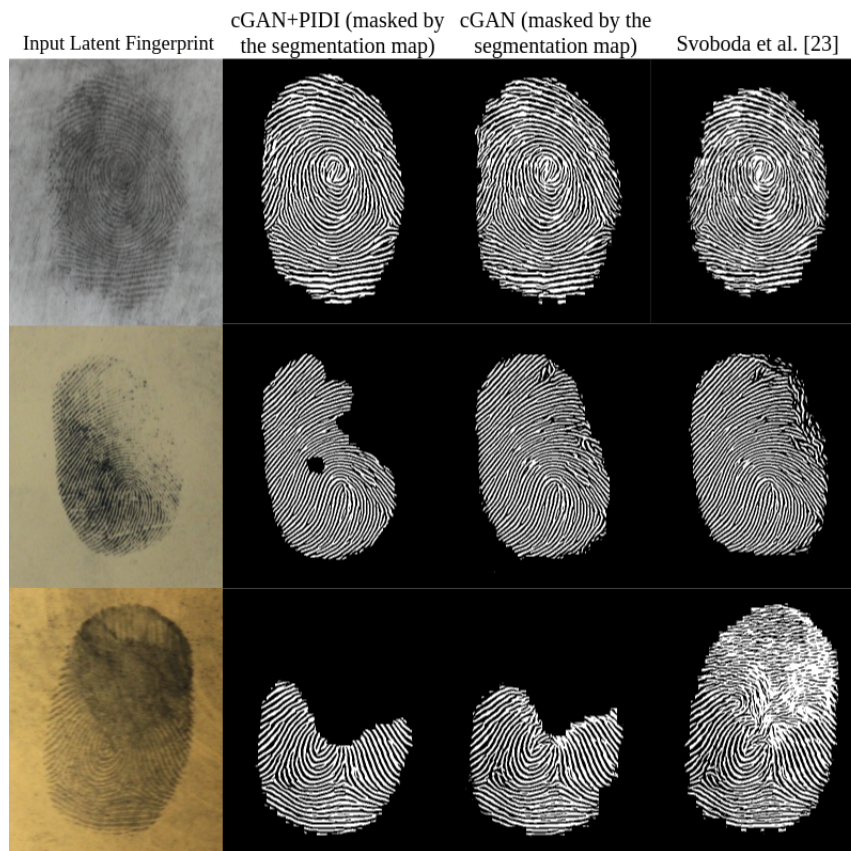 Input Latent Fingerprint
cGAN+PIDI (masked by
the segmentation map)
cGAN (masked by the
segmentation map)
Svoboda et al. [23]